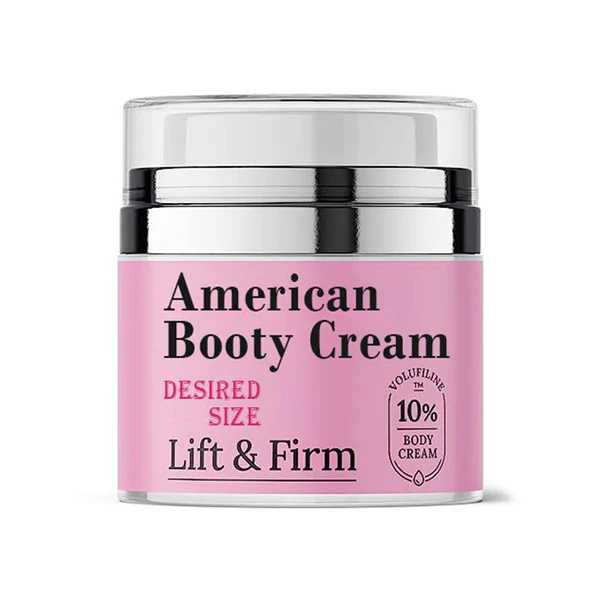 American
Booty Cream
DESIRED
SIZE
Lift & Firm
VOLUFILINE
™
10%
BODY
CREAM